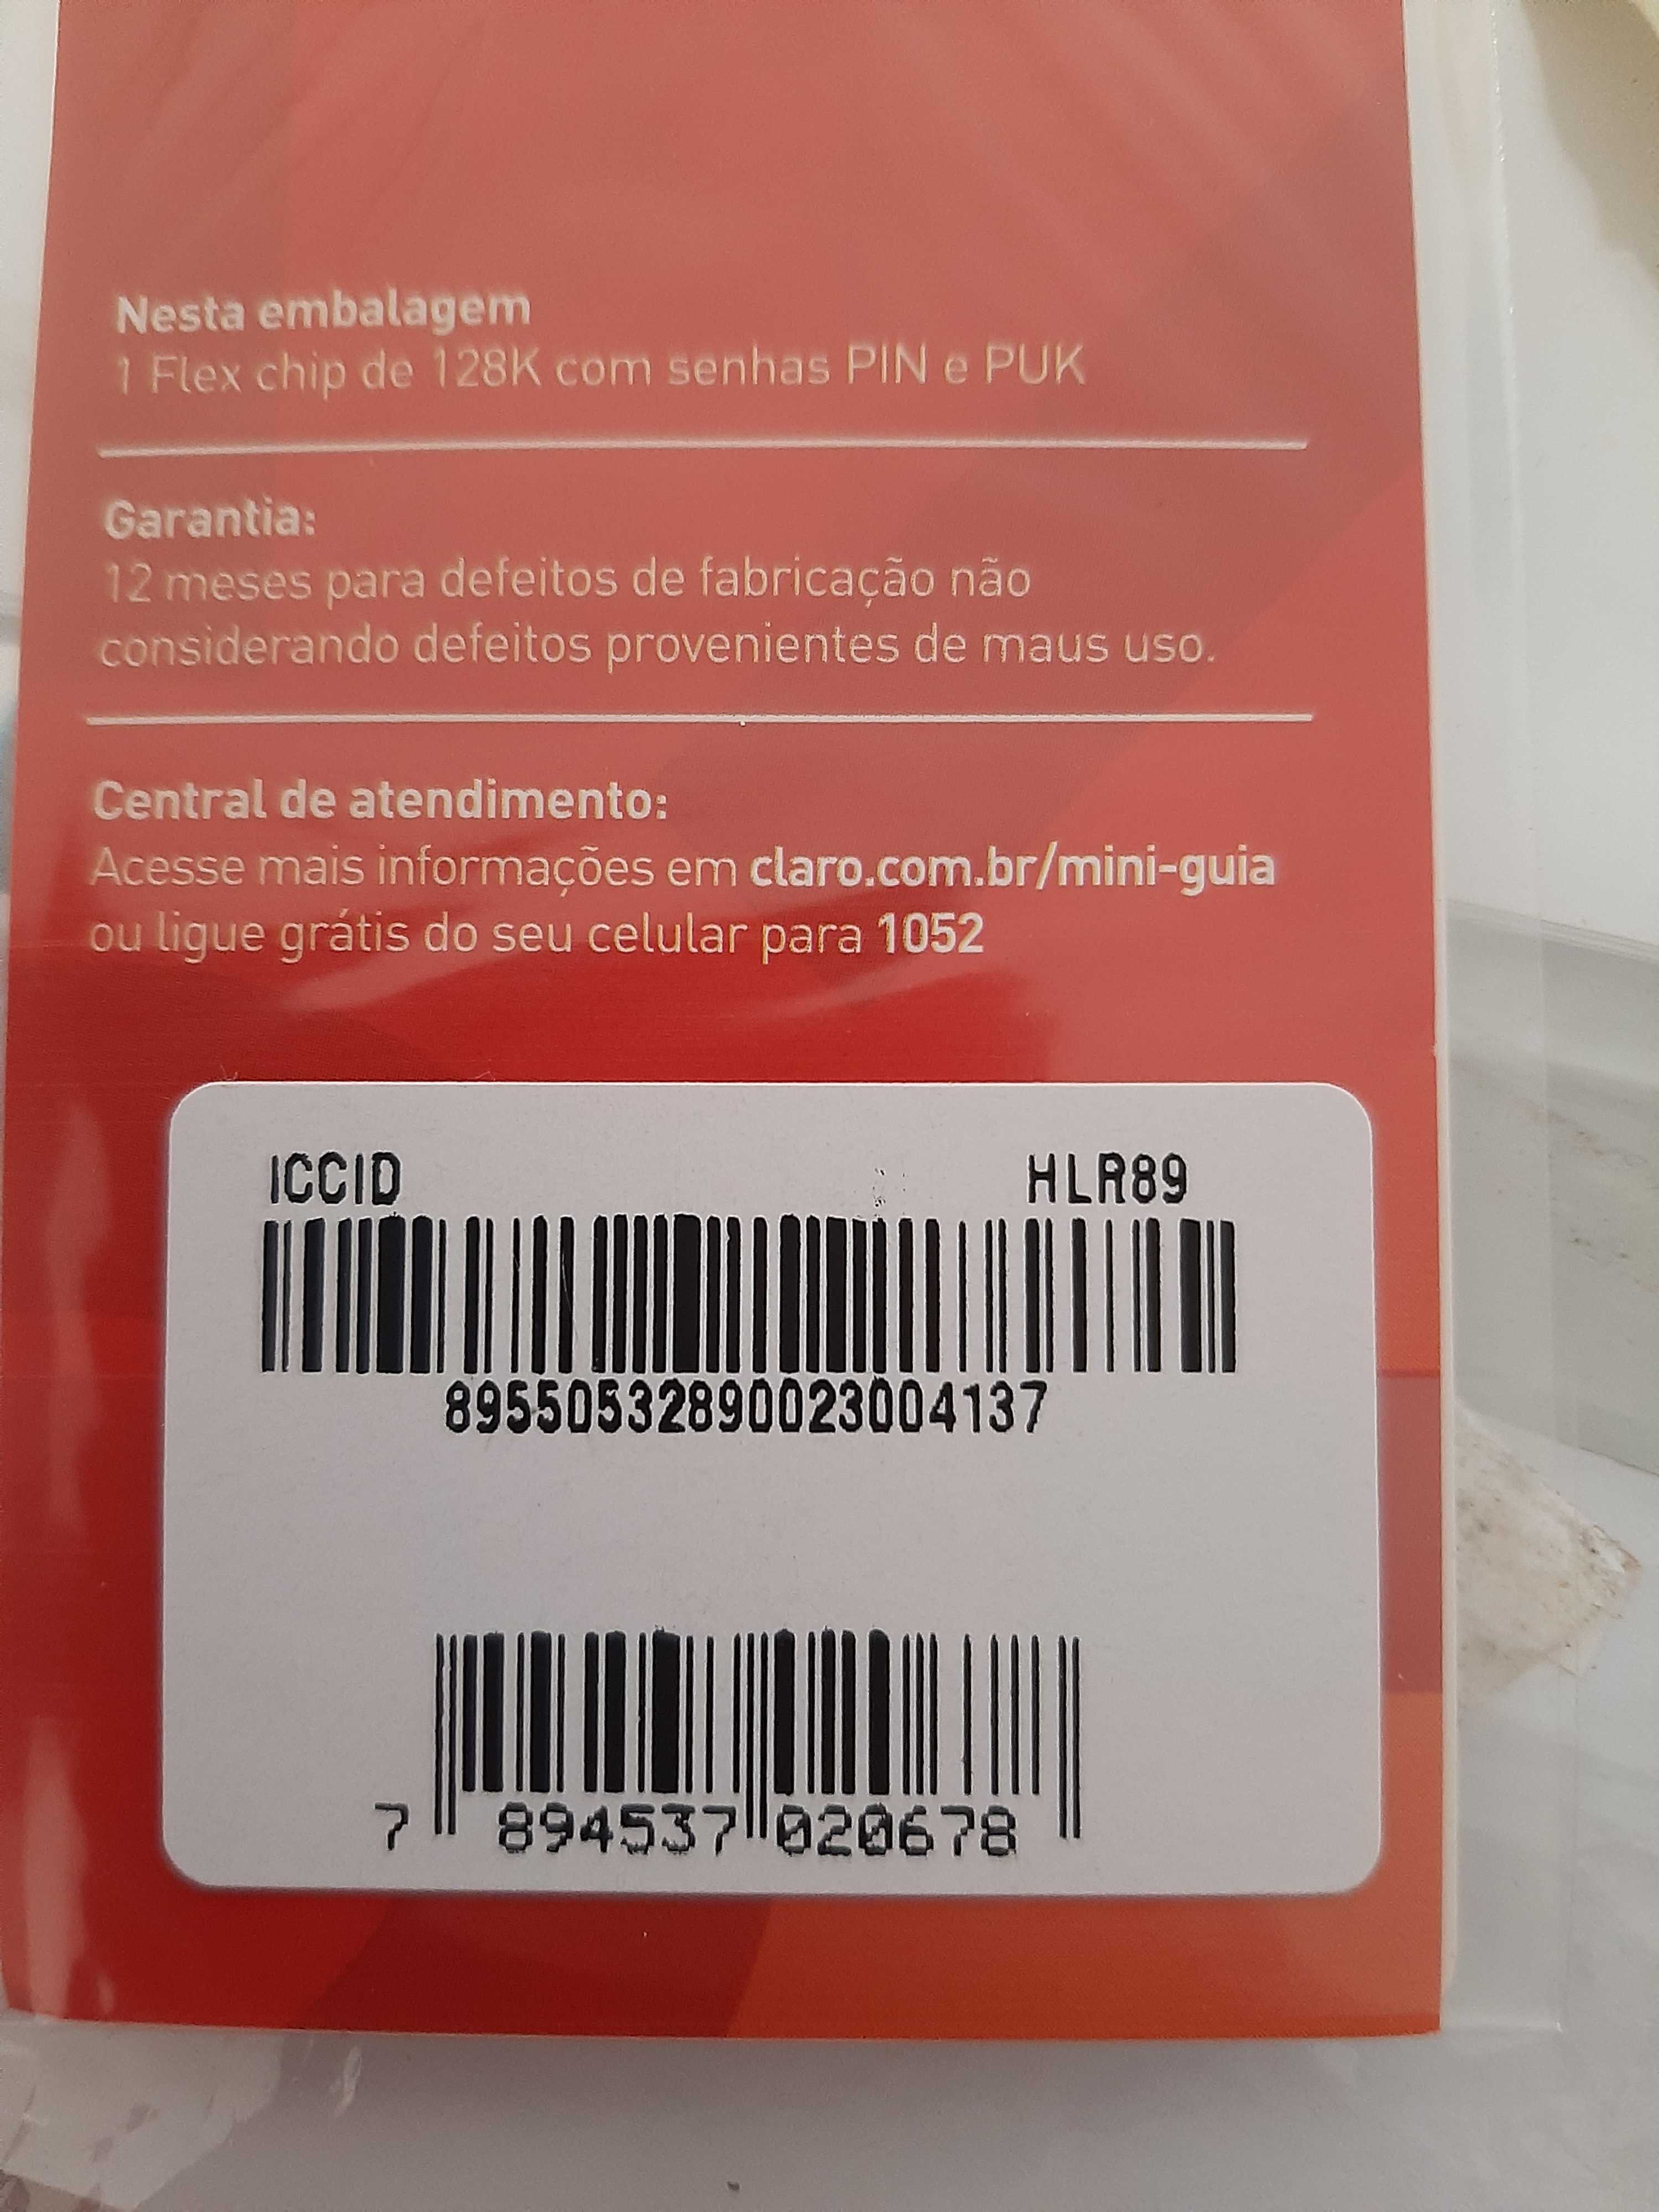 Nesta embalagem
1 Flex chip de 128K com senhas PIN e PUK
Garantia:
12 meses para defeitos de fabricação não
considerando defeitos provenientes de maus uso.
Central de atendimento:
Acesse mais informações em claro.com.br/mini-guia
ou ligue grátis do seu celular para 1052
ICCID HLR89
89550532890023004137
7 894537 020678